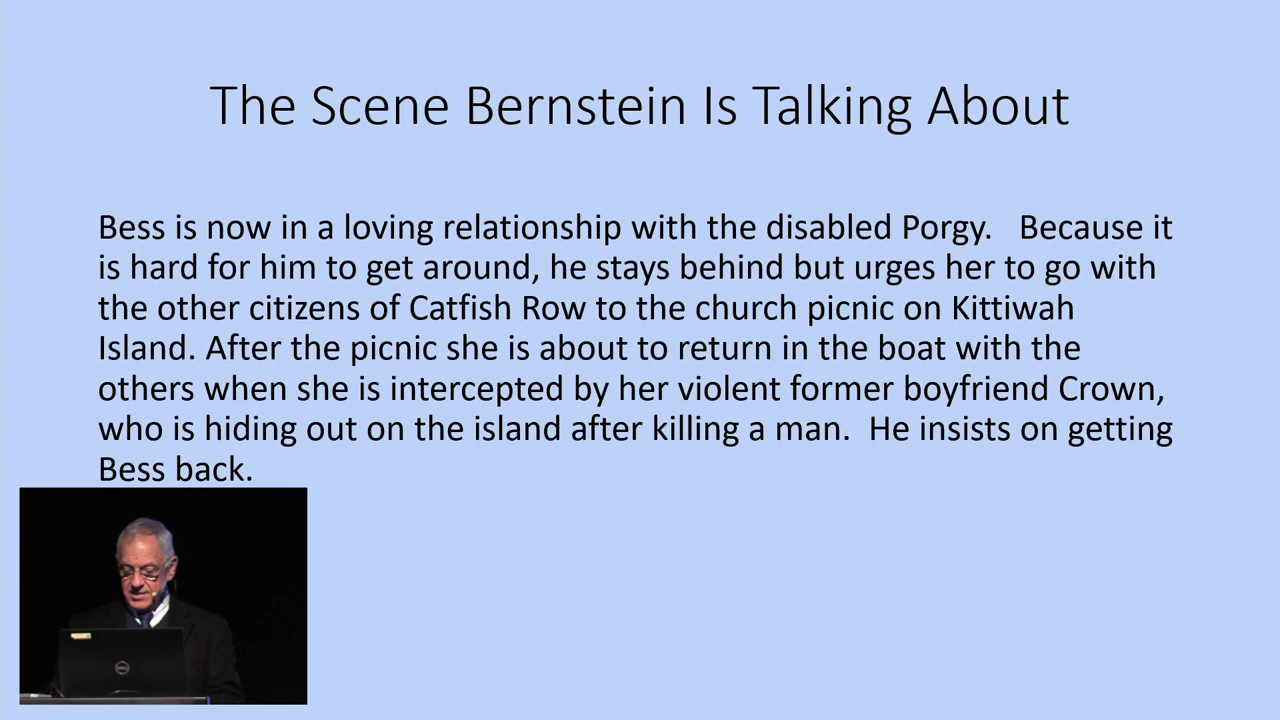 The Scene Bernstein Is Talking About
Bess is now in a loving relationship with the disabled Porgy.   Because it
is hard for him to get around, he stays behind but urges her to go with
the other citizens of Catfish Row to the church picnic on Kittiwah
Island. After the picnic she is about to return in the boat with the
others when she is intercepted by her violent former boyfriend Crown,
who is hiding out on the island after killing a man.  He insists on getting
Bess back.
DELL